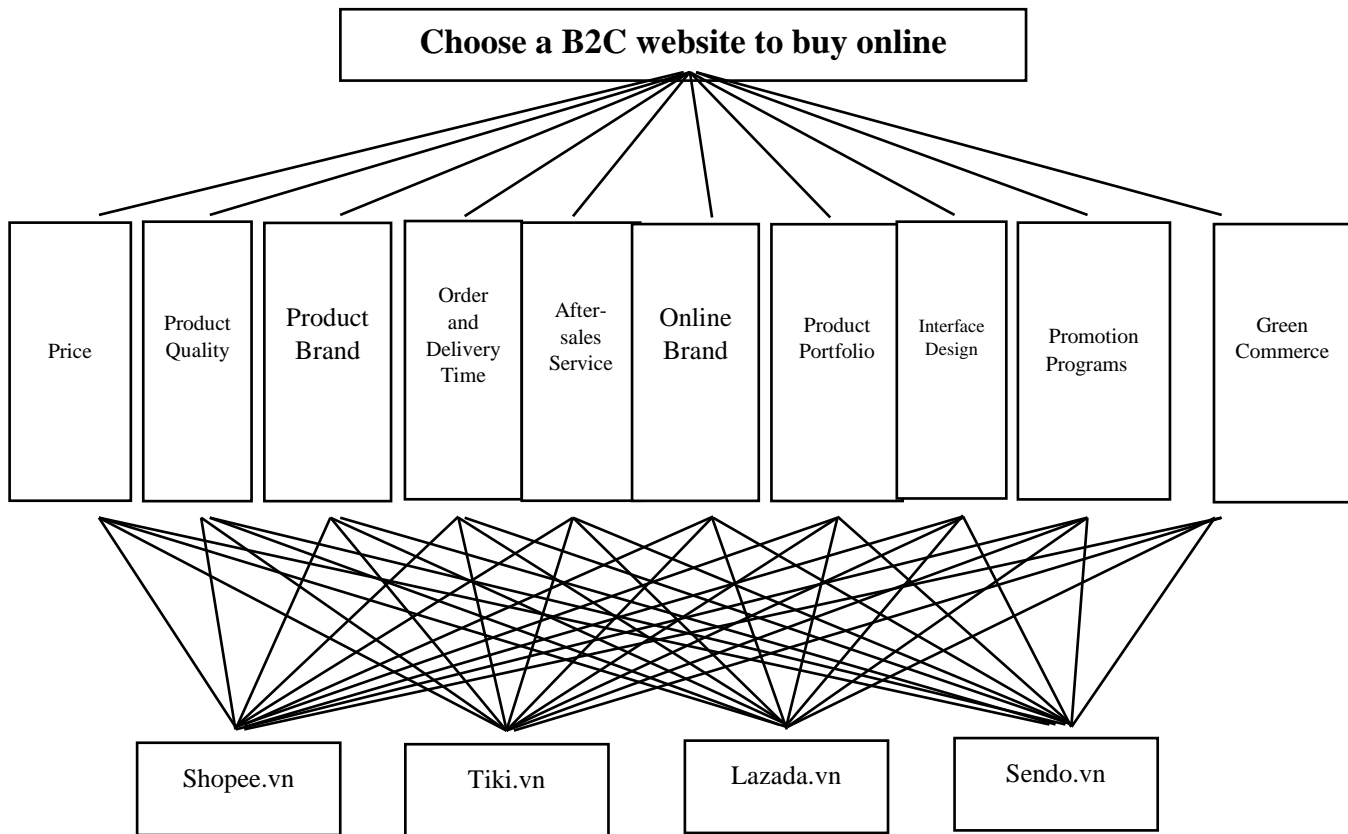 Choose a B2C website to buy online
Price
Product
Quality
Product
Brand
Order
and
Delivery
Time
After-
sales
Service
Online
Brand
Product
Portfolio
Interface
Design
Promotion
Programs
Green
Commerce
Shopee.vn
Tiki.vn
Lazada.vn
Sendo.vn